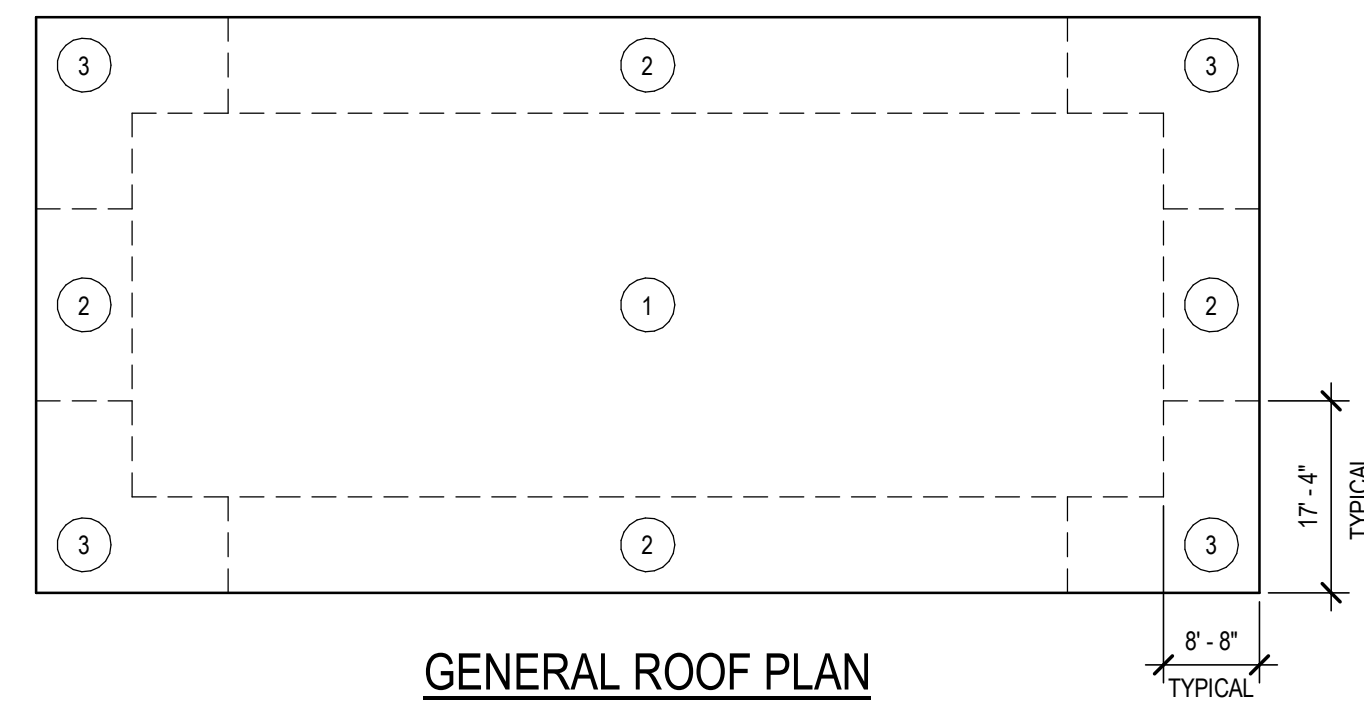 3 2 3
2 1 2
3 2 3
17' - 4"
TYPICAL
8' - 8"
TYPICAL
GENERAL ROOF PLAN